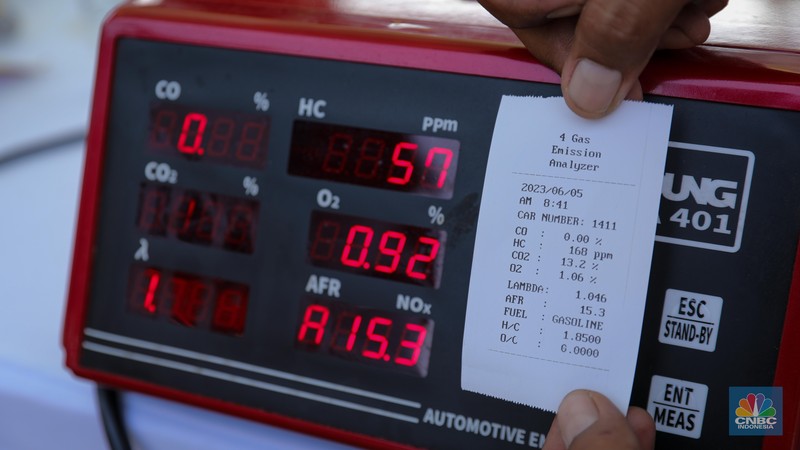 CO %
0.
HC ppm
57
CO₂ %
O₂ %
0.92
λ
AFR NOx
A15.3
4 Gas
Emission
Analyzer
2023/06/05
AM 8:41
CAR NUMBER: 1411
CO : 0.00 %
HC : 168 ppm
CO2 : 13.2 %
O2 : 1.06 %
LAMBDA: 1.046
AFR : 15.3
FUEL : GASOLINE
H/C : 1.8500
O/C : 0.0000
UNG
401
ESC
STAND-BY
ENT
MEAS
AUTOMOTIVE
CNBC
INDONESIA